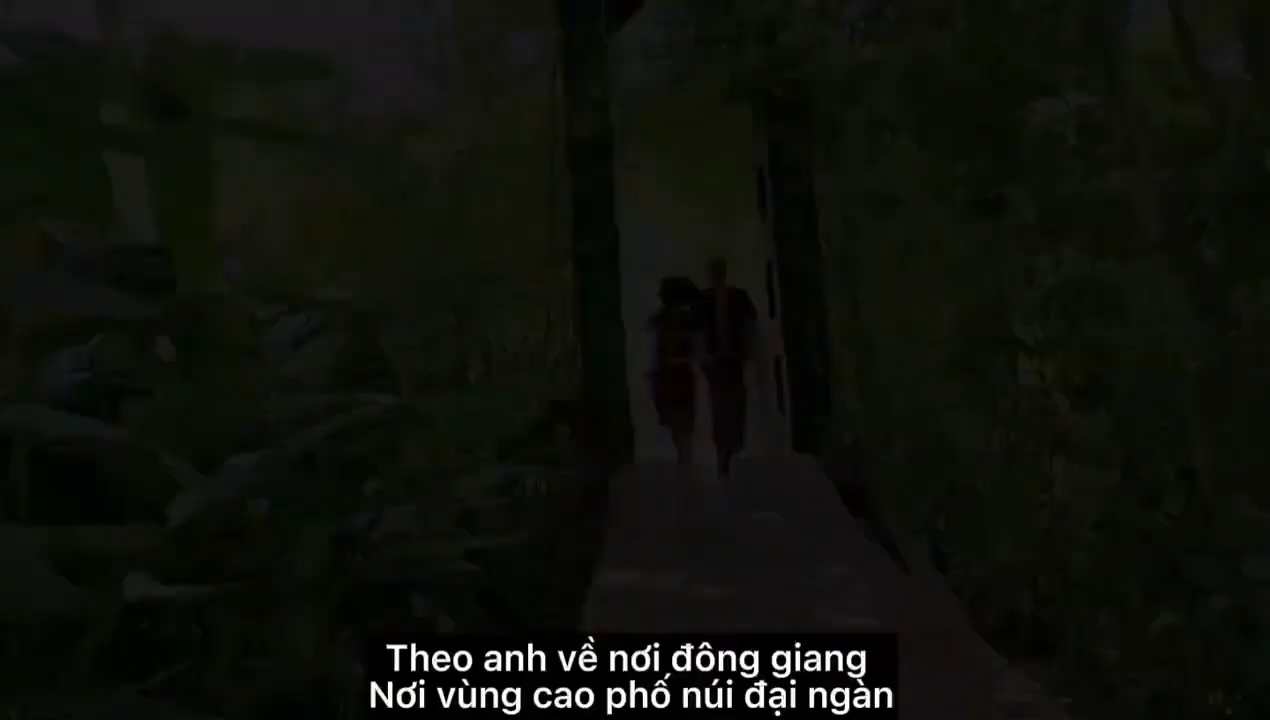 Theo anh về nơi đông giang
Nơi vùng cao phố núi đại ngàn